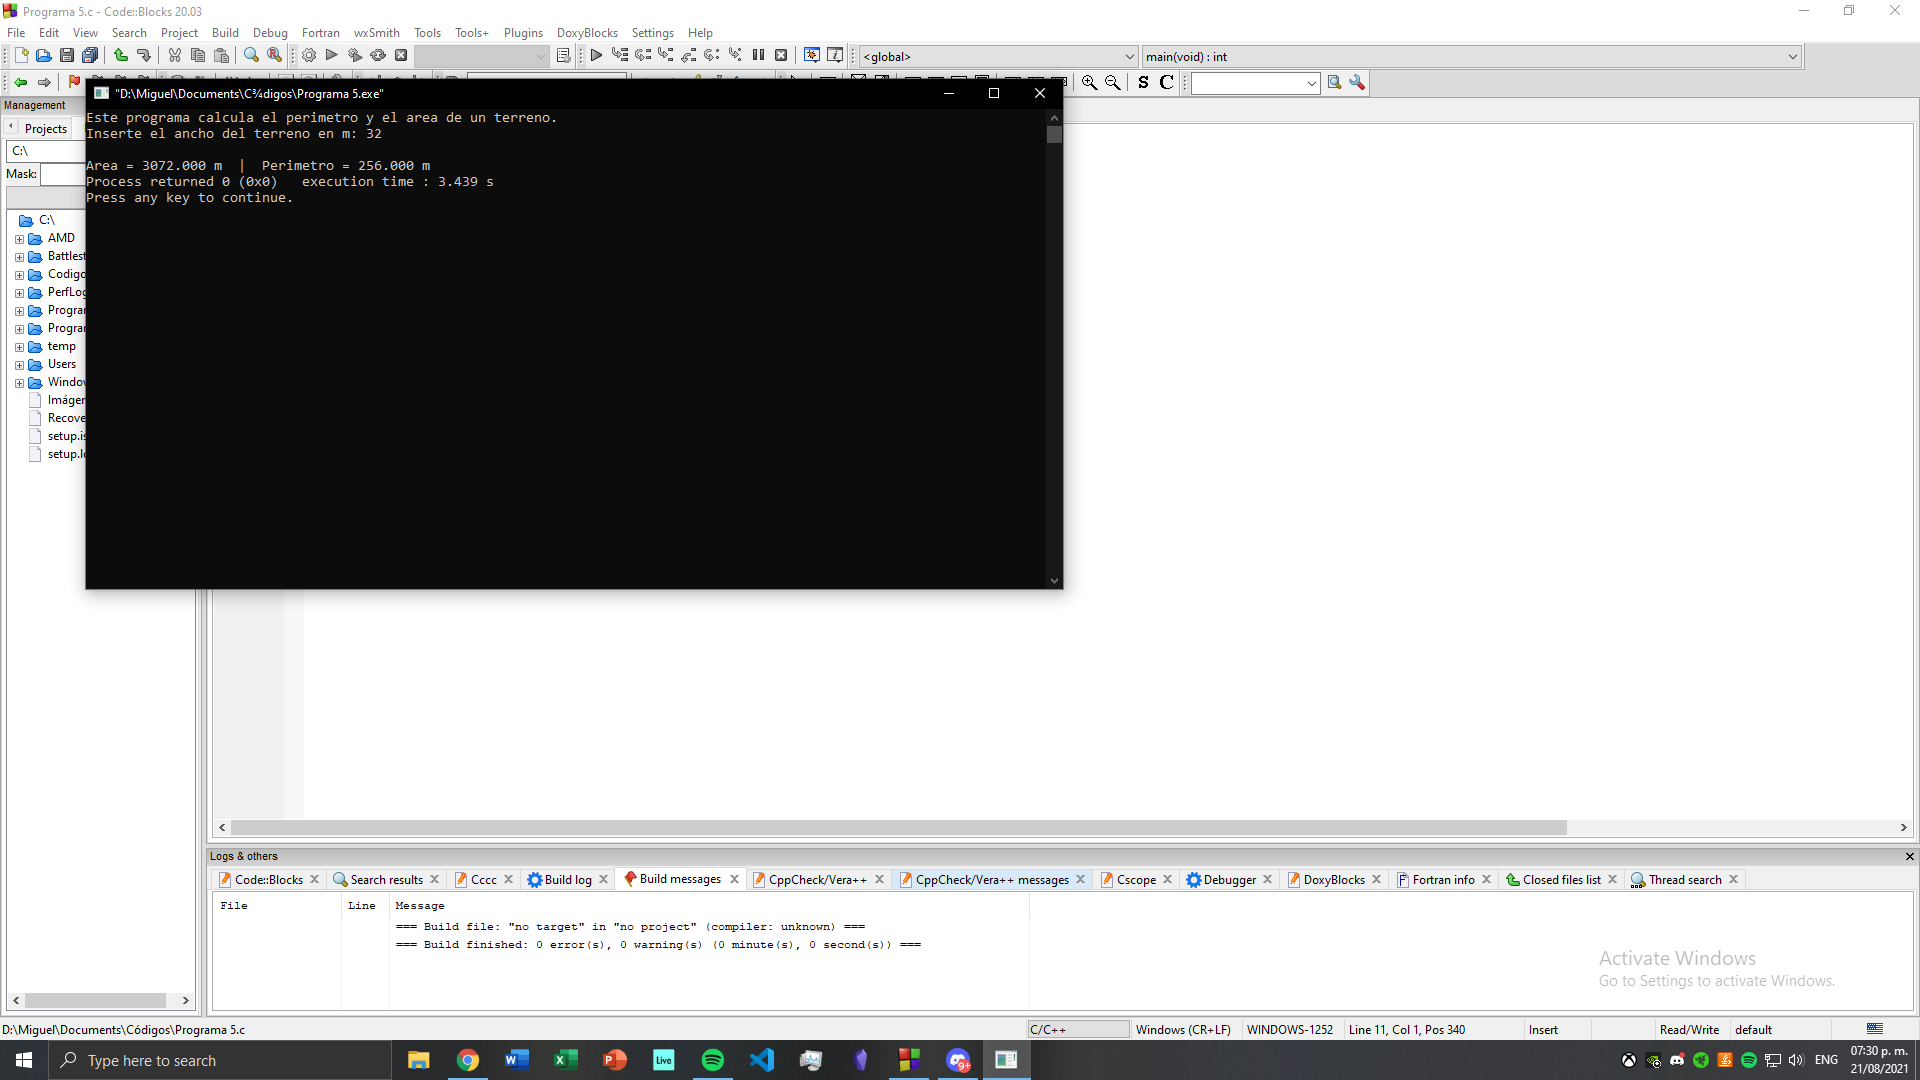 Programa 5.c - Code::Blocks 20.03
File Edit View Search Project Build Debug Fortran wxSmith Tools Tools+ Plugins DoxyBlocks Settings Help
<global> main(void) : int
S C
Management
Projects
C:\
Mask:
"D:\Miguel\Documents\C¾digos\Programa 5.exe"
Este programa calcula el perimetro y el area de un terreno.
Inserte el ancho del terreno en m: 32
Area = 3072.000 m | Perimetro = 256.000 m
Process returned 0 (0x0) execution time : 3.439 s
Press any key to continue.
C:\
AMD
Battlest
Codigo
PerfLog
Program
Program
temp
Users
Window
Imágen
Recove
setup.is
setup.lo
Logs & others
Code::Blocks Search results Cccc Build log Build messages CppCheck/Vera++ CppCheck/Vera++ messages Cscope Debugger DoxyBlocks Fortran info Closed files list Thread search
File Line Message
=== Build file: "no target" in "no project" (compiler: unknown) ===
=== Build finished: 0 error(s), 0 warning(s) (0 minute(s), 0 second(s)) ===
Activate Windows
Go to Settings to activate Windows.
D:\Miguel\Documents\Códigos\Programa 5.c C/C++ Windows (CR+LF) WINDOWS-1252 Line 11, Col 1, Pos 340 Insert Read/Write default
Type here to search Live 9+ ENG
07:30 p. m.
21/08/2021